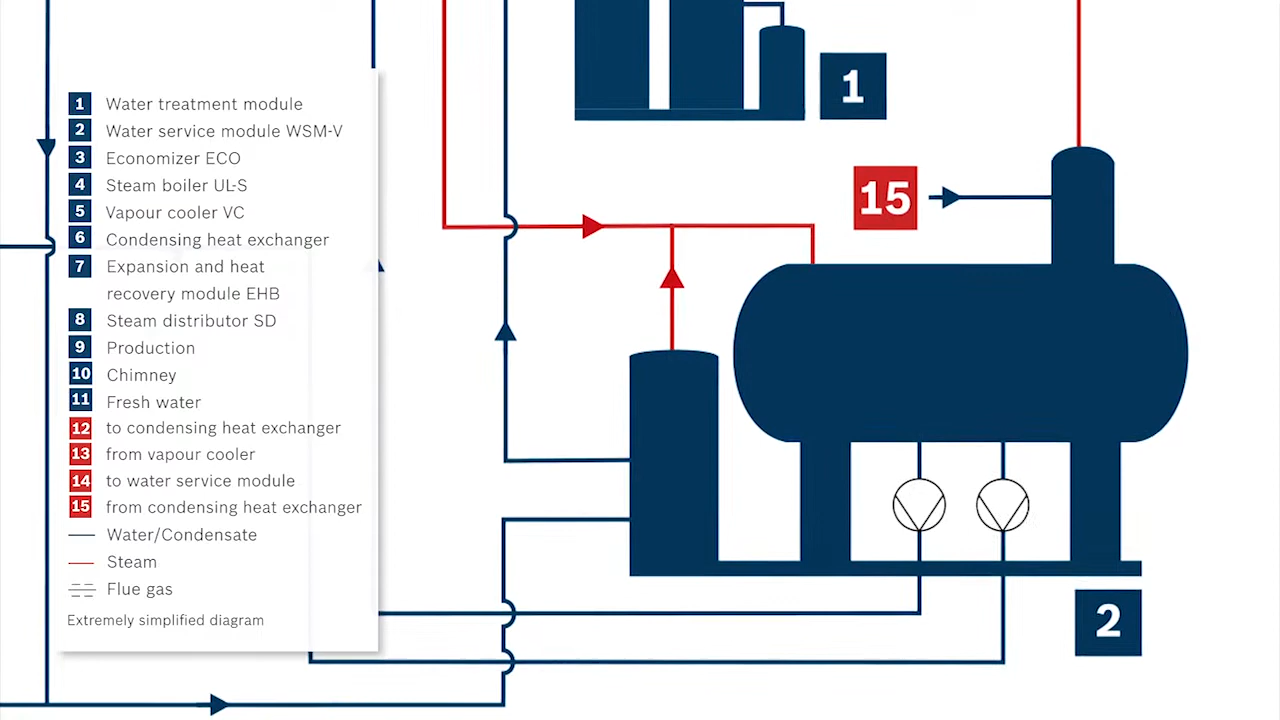 1 Water treatment module
2 Water service module WSM-V
3 Economizer ECO
4 Steam boiler UL-S
5 Vapour cooler VC
6 Condensing heat exchanger
7 Expansion and heat
recovery module EHB
8 Steam distributor SD
9 Production
10 Chimney
11 Fresh water
12 to condensing heat exchanger
13 from vapour cooler
14 to water service module
15 from condensing heat exchanger
Water/Condensate
Steam
Flue gas
Extremely simplified diagram
1
15
2